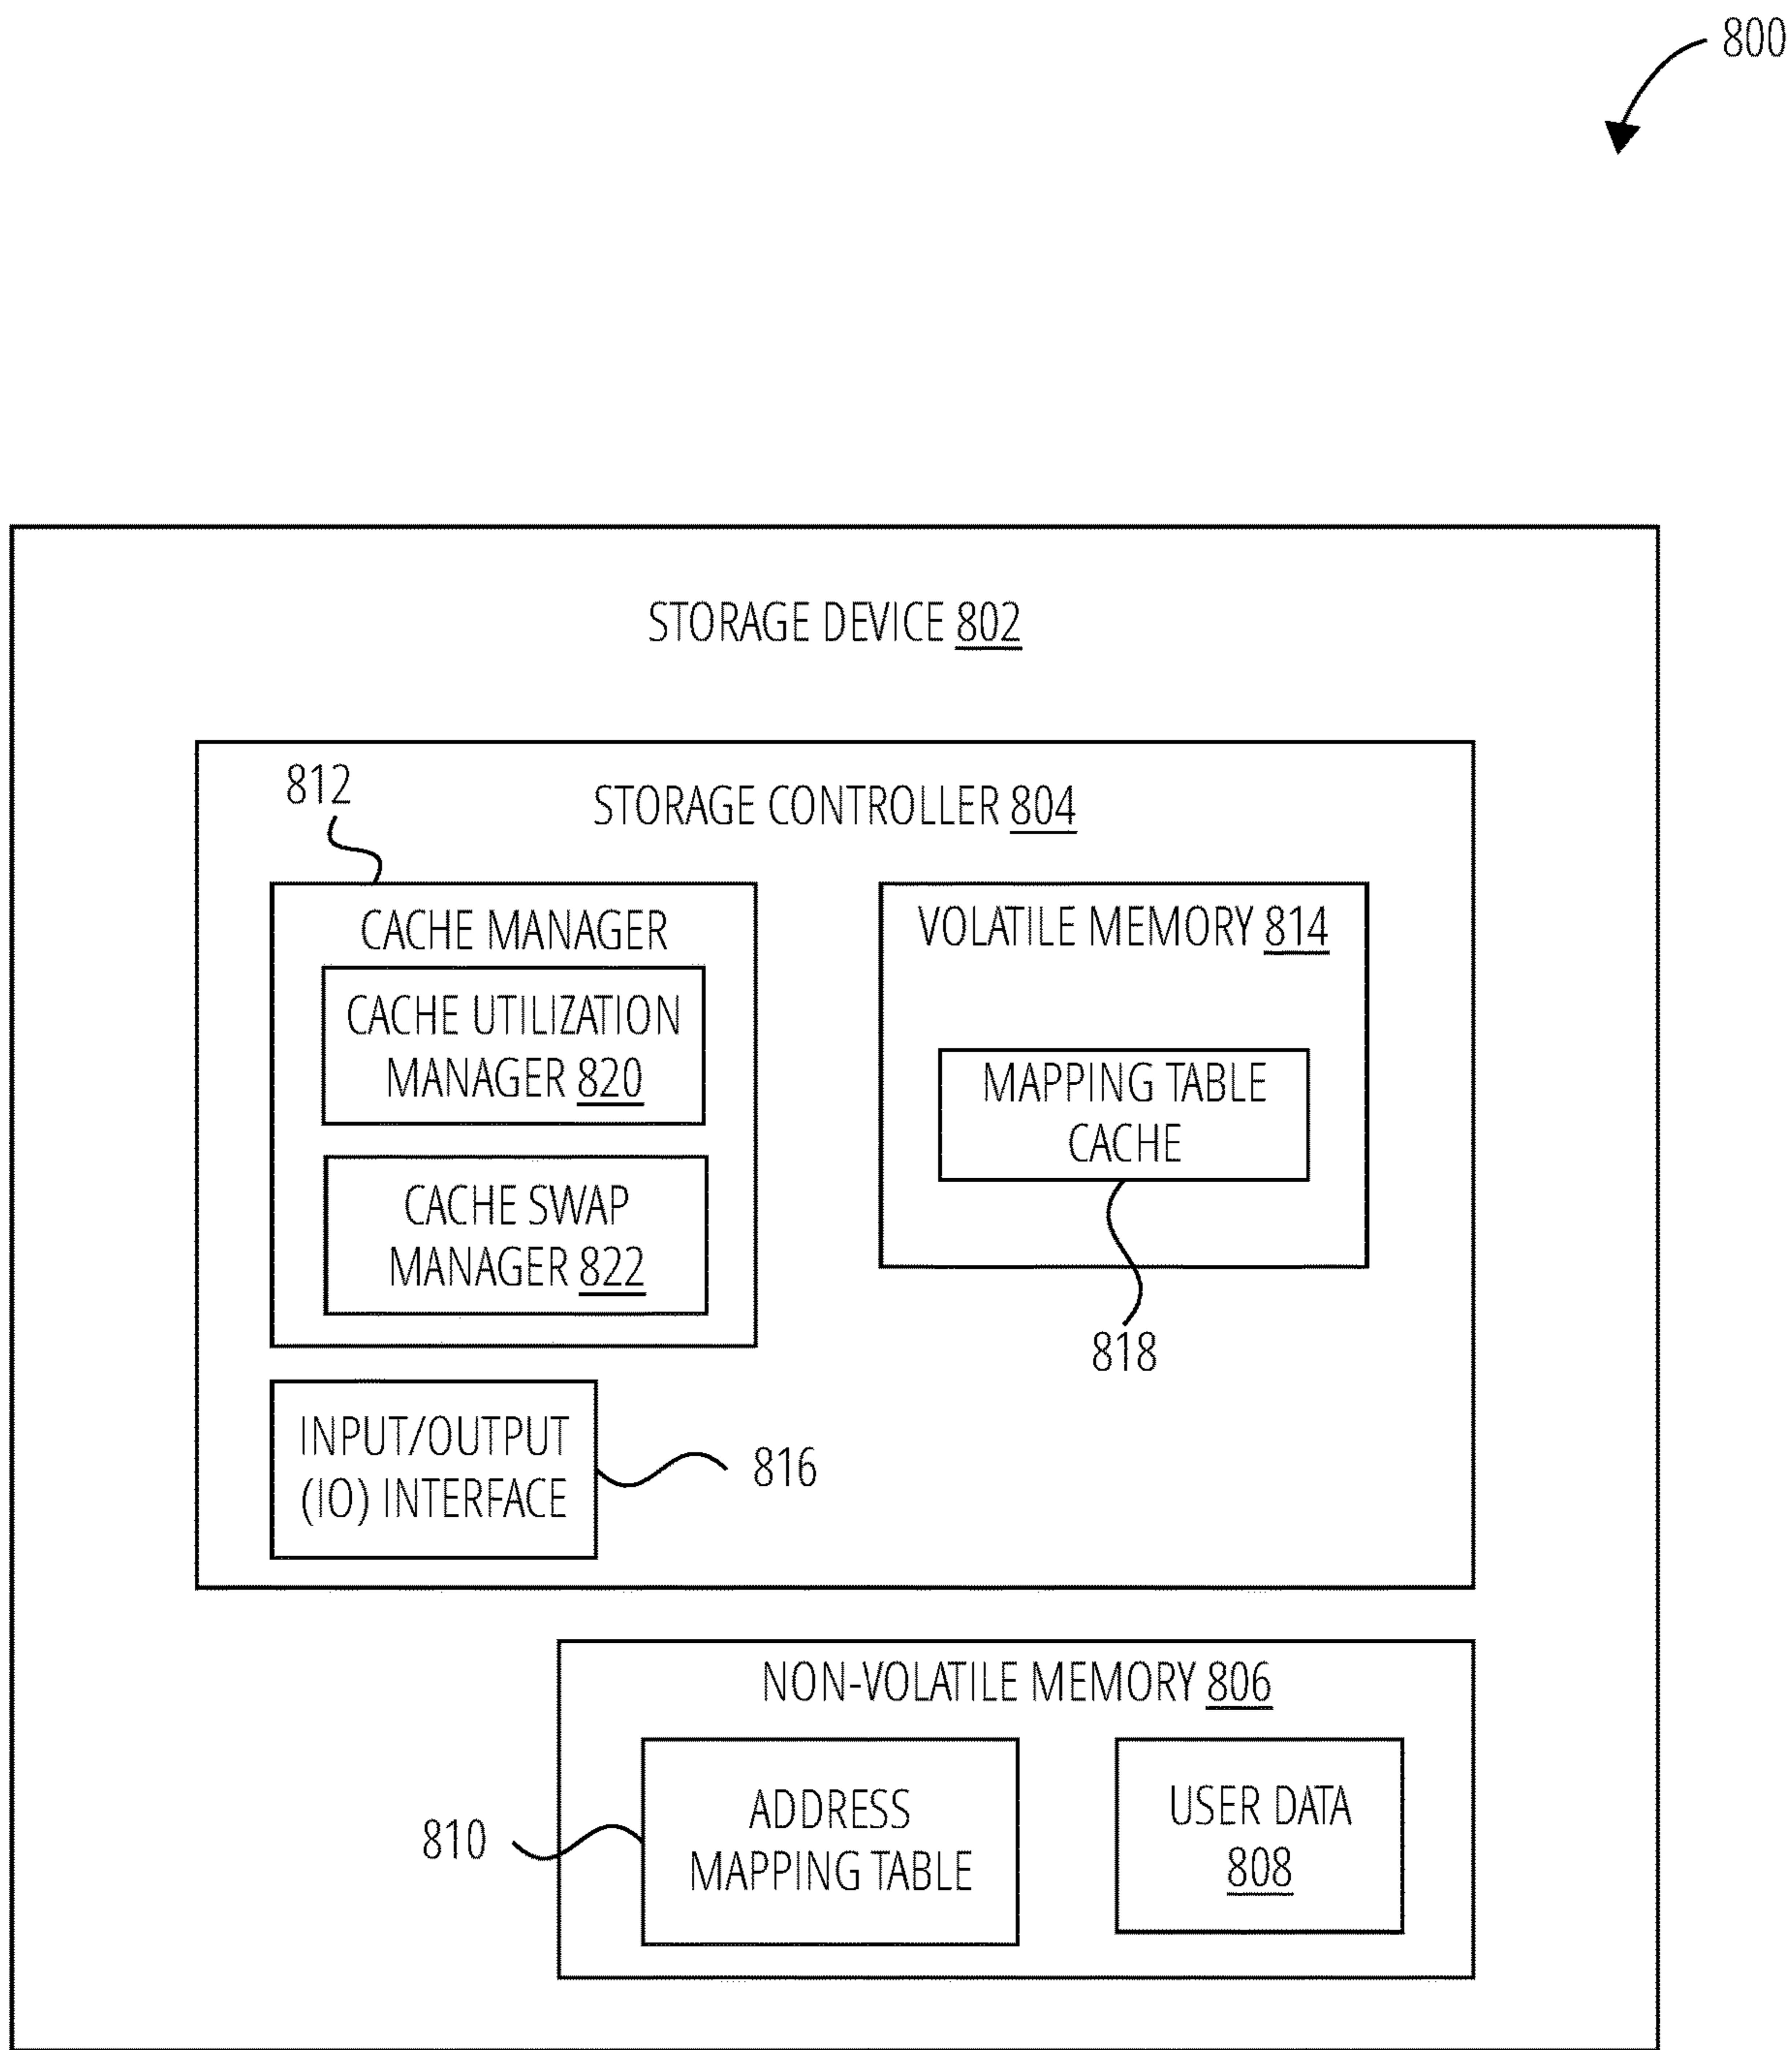 800
STORAGE DEVICE 802
812
STORAGE CONTROLLER 804
CACHE MANAGER
CACHE UTILIZATION
MANAGER 820
CACHE SWAP
MANAGER 822
VOLATILE MEMORY 814
MAPPING TABLE
CACHE
818
INPUT/OUTPUT
(IO) INTERFACE
816
NON-VOLATILE MEMORY 806
810
ADDRESS
MAPPING TABLE
USER DATA
808